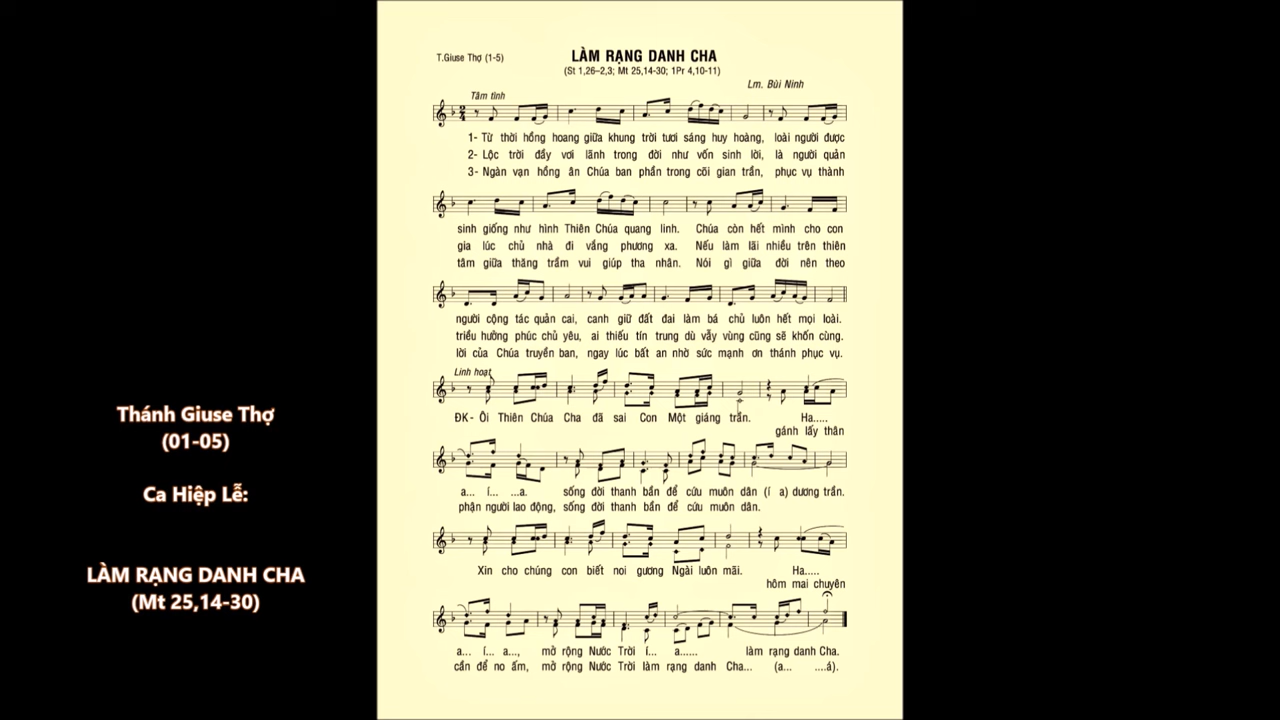 T.Giuse Thợ (1-5)
LÀM RẠNG DANH CHA
(St 1,26–2,3; Mt 25,14-30; 1Pr 4,10-11)
Lm. Bùi Ninh
Tâm tình
1- Từ thời hồng hoang giữa khung trời tươi sáng huy hoàng, loài người được
2- Lộc trời đầy vơi lãnh trong đời như vốn sinh lời, là người quản
3- Ngàn vạn hồng ân Chúa ban phần trong cõi gian trần, phục vụ thành
sinh giống như hình Thiên Chúa quang linh. Chúa còn hết mình cho con
gia lúc chủ nhà đi vắng phương xa. Nếu làm lãi nhiều trên thiên
tâm giữa thăng trầm vui giúp tha nhân. Nói gì giữa đời nên theo
người cộng tác quản cai, canh giữ đất đai làm bá chủ luôn hết mọi loài.
triều hưởng phúc chủ yêu, ai thiếu tín trung dù vẫy vùng cũng sẽ khốn cùng.
lời của Chúa truyền ban, ngay lúc bất an nhờ sức mạnh ơn thánh phục vụ.
Linh hoạt
ĐK- Ôi Thiên Chúa Cha đã sai Con Một giáng trần. Ha.....
gánh lấy thân
a... í... ...a. sống đời thanh bần để cứu muôn dân (í a) dương trần.
phận người lao động, sống đời thanh bần để cứu muôn dân.
Xin cho chúng con biết noi gương Ngài luôn mãi. Ha.....
hôm mai chuyên
a... í... a..., mở rộng Nước Trời í... a...... làm rạng danh Cha.
cần để no ấm, mở rộng Nước Trời làm rạng danh Cha... (a... ....á).
Thánh Giuse Thợ
(01-05)
Ca Hiệp Lễ:
LÀM RẠNG DANH CHA
(Mt 25,14-30)